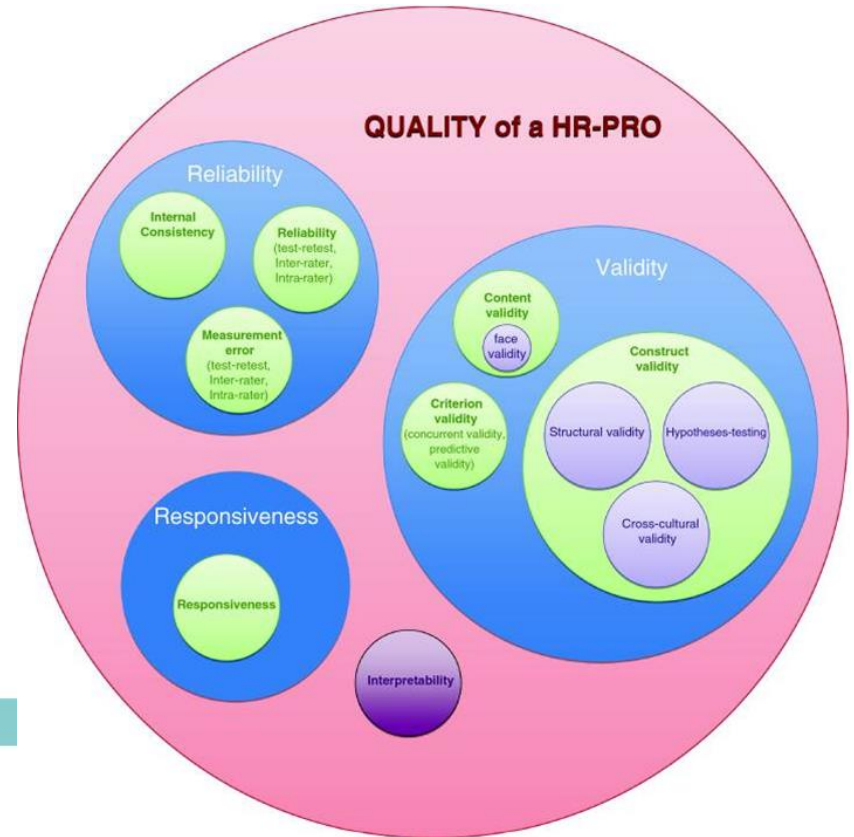 QUALITY of a HR-PRO
Reliability
Internal
Consistency
Reliability
(test-retest,
Inter-rater,
Intra-rater)
Measurement
error
(test-retest,
Inter-rater,
Intra-rater)
Validity
Content
validity
face
validity
Criterion
validity
(concurrent validity,
predictive
validity)
Construct
validity
Structural validity
Hypotheses-testing
Cross-cultural
validity
Responsiveness
Responsiveness
Interpretability